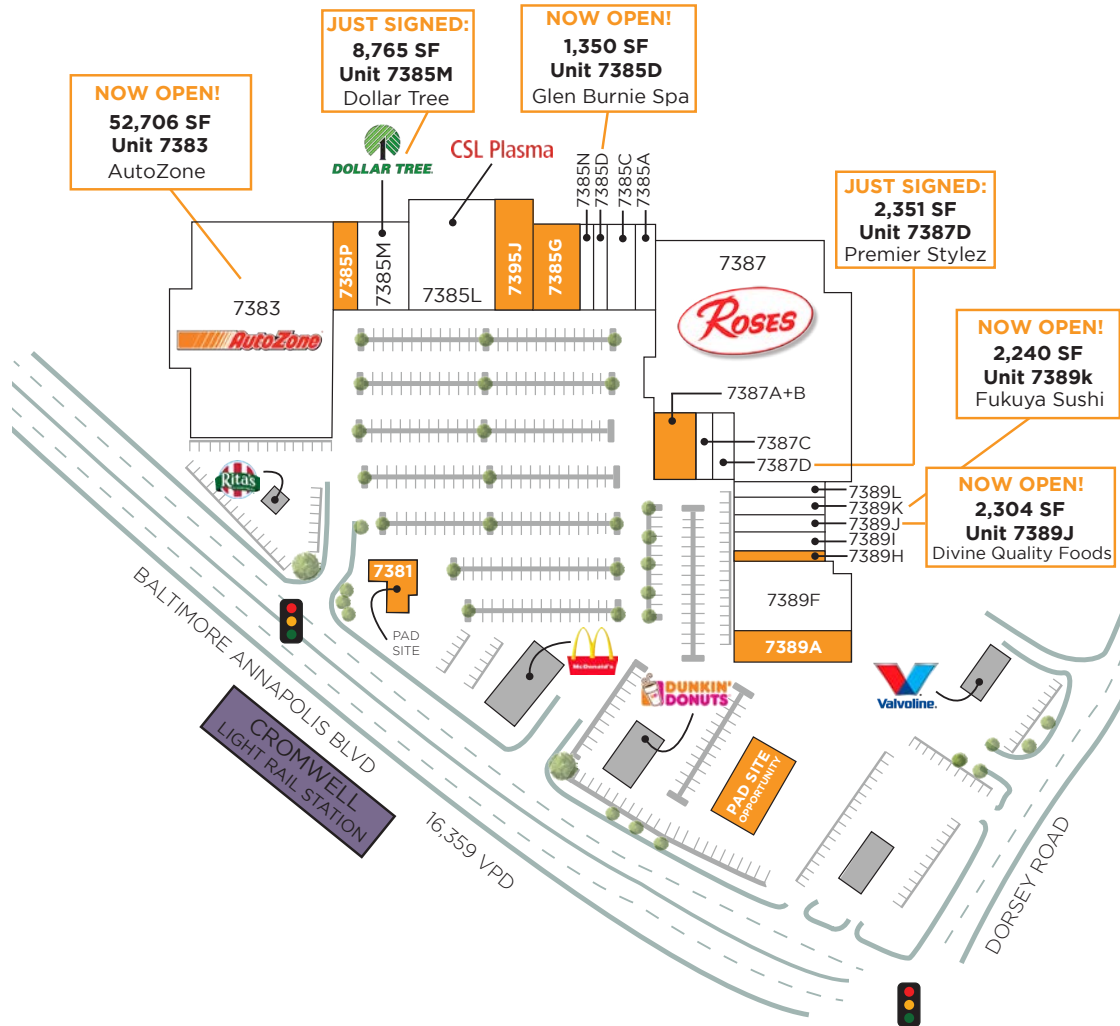 JUST SIGNED:
8,765 SF
Unit 7385M
Dollar Tree
NOW OPEN!
1,350 SF
Unit 7385D
Glen Burnie Spa
NOW OPEN!
52,706 SF
Unit 7383
AutoZone
DOLLAR TREE
CSL Plasma
7385N
7385D
7385C
7385A
JUST SIGNED:
2,351 SF
Unit 7387D
Premier Stylez
7383
AutoZone
7385P
7385M
7385L
7395J
7385G
7387
ROSES
NOW OPEN!
2,240 SF
Unit 7389k
Fukuya Sushi
7387A+B
7387C
7387D
NOW OPEN!
2,304 SF
Unit 7389J
Divine Quality Foods
7389L
7389K
7389J
7389I
7389H
7389F
7389A
Rita's
7381
PAD
SITE
McDonald's
DUNKIN'
DONUTS
Valvoline
PAD SITE
OPPORTUNITY
BALTIMORE ANNAPOLIS BLVD
CROMWELL
LIGHT RAIL STATION
16,359 VPD
DORSEY ROAD